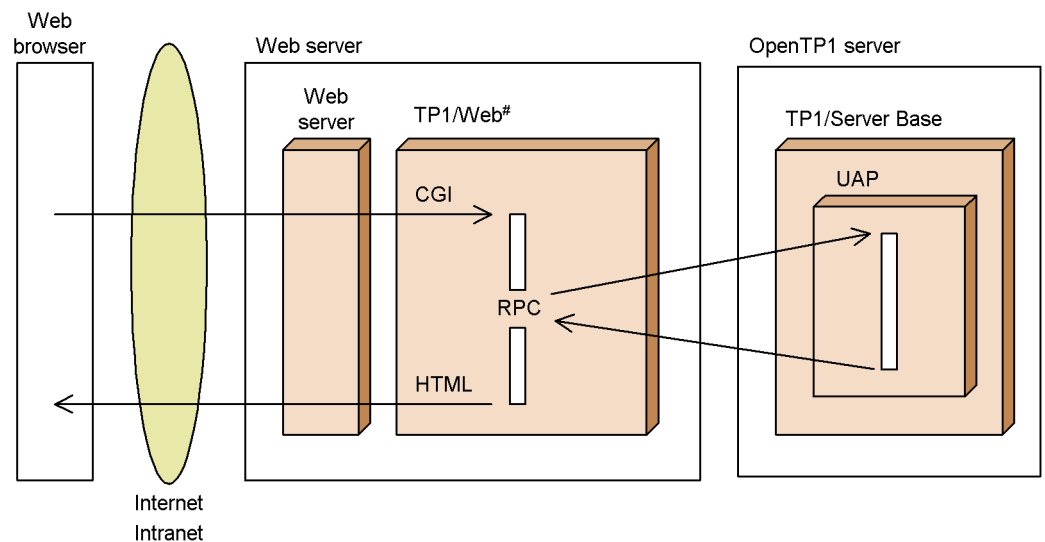 Web
browser
Web server
OpenTP1 server
Web
server
TP1/Web#
TP1/Server Base
CGI
UAP
RPC
HTML
Internet
Intranet